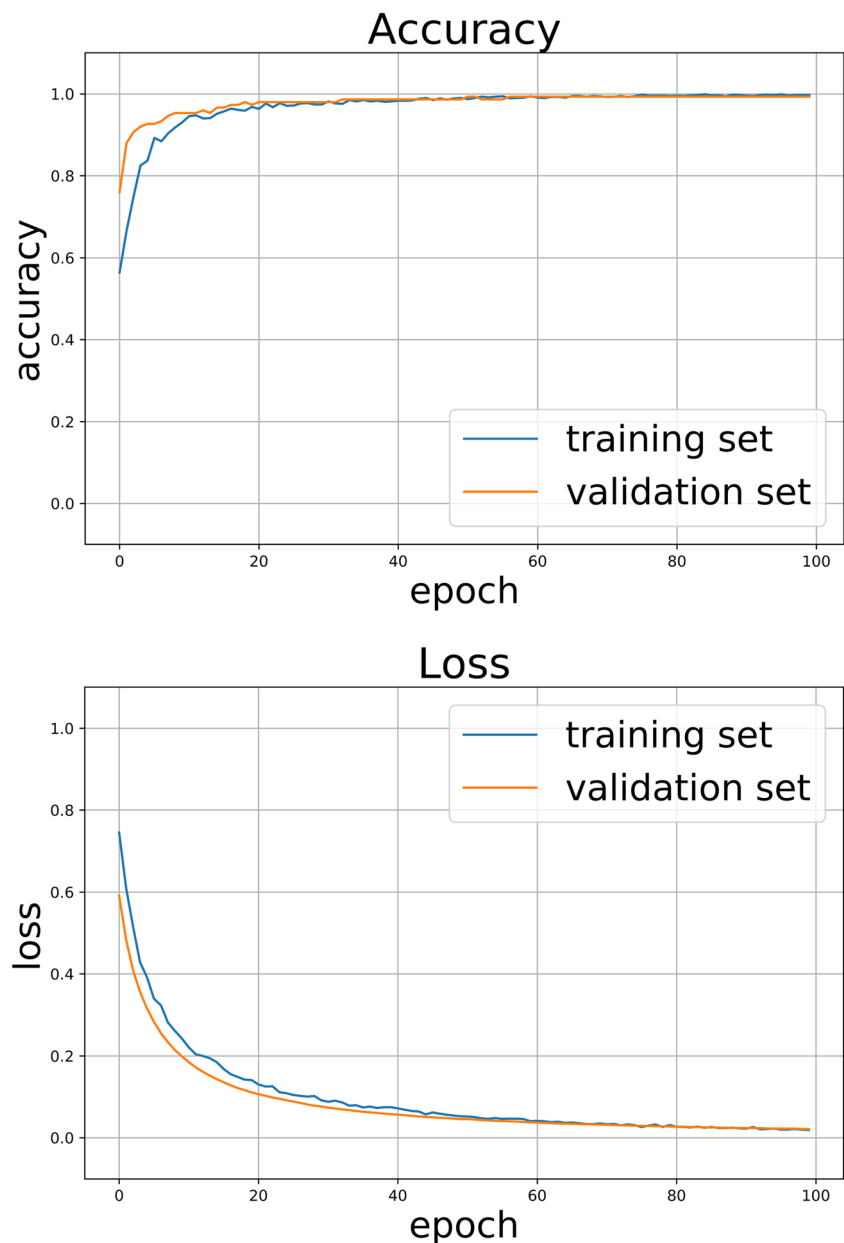 Accuracy
1.0
0.8
0.6
0.4
0.2
0.0
accuracy
training set
validation set
0 20 40 60 80 100
epoch
Loss
1.0
0.8
0.6
0.4
0.2
0.0
loss
training set
validation set
0 20 40 60 80 100
epoch